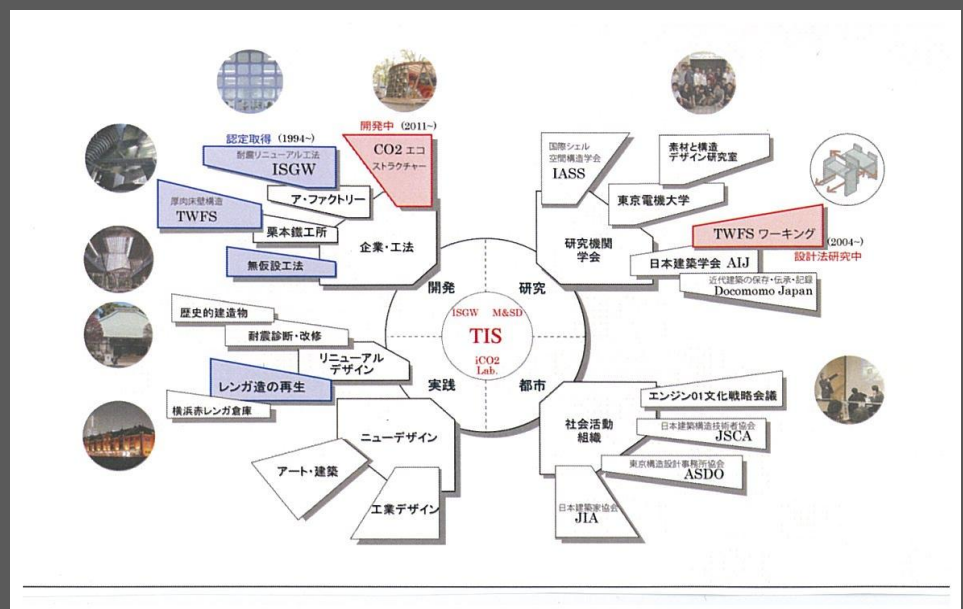 認定取得 (1994~)
耐震リニューアル工法
ISGW
厚肉床壁構造
TWFS
ア・ファクトリー
栗本鐵工所
無仮設工法
開発中 (2011~)
CO2 エコ
ストラクチャー
企業・工法
国際シェル
空間構造学会
IASS
素材と構造
デザイン研究室
東京電機大学
研究機関
学会
TWFS ワーキング
(2004~)
設計法研究中
日本建築学会 AIJ
近代建築の保存・伝承・記録
Docomomo Japan
開発
研究
ISGW M&SD
TIS
iCO2
Lab.
実践
都市
歴史的建造物
耐震診断・改修
リニューアル
デザイン
レンガ造の再生
横浜赤レンガ倉庫
ニューデザイン
アート・建築
工業デザイン
社会活動
組織
エンジン01文化戦略会議
日本建築構造技術者協会
JSCA
東京構造設計事務所協会
ASDO
日本建築家協会
JIA